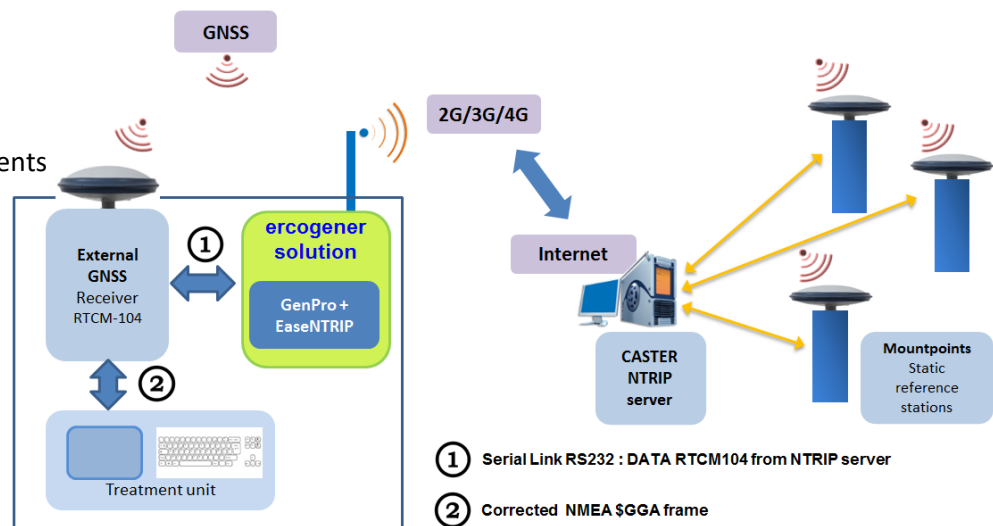 GNSS
2G/3G/4G
ents
External
GNSS
Receiver
RTCM-104
1
ercogener
solution
GenPro +
EaseNTRIP
Internet
CASTER
NTRIP
server
Mountpoints
Static
reference
stations
2
Treatment unit
1 Serial Link RS232 : DATA RTCM104 from NTRIP server
2 Corrected NMEA $GGA frame